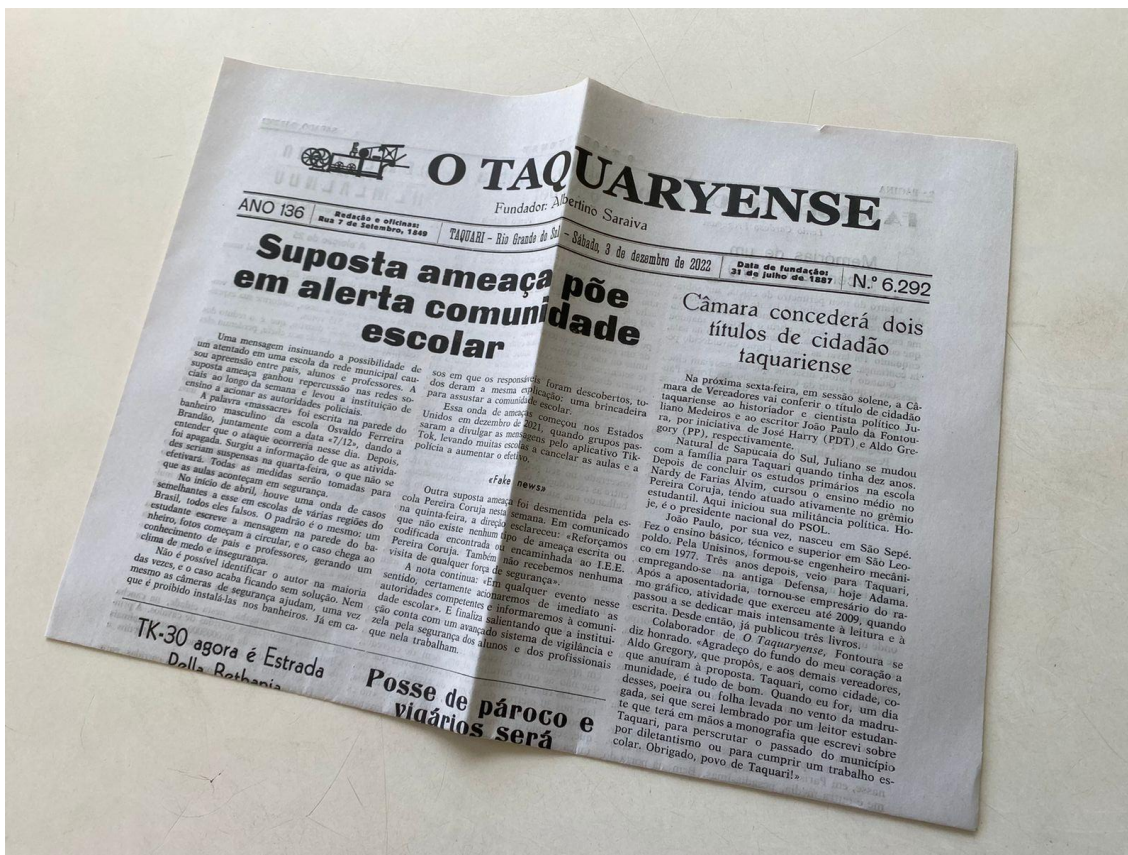 O TAQUARYENSE
Fundador: Albertino Saraiva
ANO 136
Redação e oficinas:
Rua 7 de Setembro, 1849
TAQUARI - Rio Grande do Sul - Sábado, 3 de dezembro de 2022
Data de fundação:
31 de julho de 1887
N.º 6.292
Suposta ameaça põe
em alerta comunidade
escolar
Uma mensagem insinuando a possibilidade de
um atentado em uma escola da rede municipal cau-
sou apreensão entre pais, alunos e professores. A
suposta ameaça ganhou repercussão nas redes so-
ciais ao longo da semana e levou a instituição de
ensino a acionar as autoridades policiais.
A palavra «massacre» foi escrita na parede do
banheiro masculino da escola Osvaldo Ferreira
Brandão, juntamente com a data «7/12», dando a
entender que o ataque ocorreria nesse dia. Depois,
foi apagada. Surgiu a informação de que as ativida-
des seriam suspensas na quarta-feira, o que não se
efetivará. Todas as medidas serão tomadas para
que as aulas aconteçam em segurança.
No início de abril, houve uma onda de casos
semelhantes a esse em escolas de várias regiões do
Brasil, todos eles falsos. O padrão é o mesmo: um
estudante escreve a mensagem na parede do ba-
nheiro, fotos começam a circular, e o caso chega ao
conhecimento de pais e professores, gerando um
clima de medo e insegurança.
Não é possível identificar o autor na maioria
das vezes, e o caso acaba ficando sem solução. Nem
mesmo as câmeras de segurança ajudam, uma vez
que é proibido instalá-las nos banheiros. Já em ca-
sos em que os responsáveis foram descobertos, to-
dos deram a mesma explicação: uma brincadeira
para assustar a comunidade escolar.
Essa onda de ameaças começou nos Estados
Unidos em dezembro de 2021, quando grupos pas-
saram a divulgar as mensagens pelo aplicativo Tik-
Tok, levando muitas escolas a cancelar as aulas e a
polícia a aumentar o efetivo.
«Fake news»
Outra suposta ameaça foi desmentida pela es-
cola Pereira Coruja nesta semana. Em comunicado
na quinta-feira, a direção esclareceu: «Reforçamos
que não existe nenhum tipo de ameaça escrita ou
codificada encontrada ou encaminhada ao I.E.E.
Pereira Coruja. Também não recebemos nenhuma
visita de qualquer força de segurança».
A nota continua: «Em qualquer evento nesse
sentido, certamente acionaremos de imediato as
autoridades competentes e informaremos à comuni-
dade escolar». E finaliza salientando que a institui-
ção conta com um avançado sistema de vigilância e
zela pela segurança dos alunos e dos profissionais
que nela trabalham.
Câmara concederá dois
títulos de cidadão
taquariense
Na próxima sexta-feira, em sessão solene, a Câ-
mara de Vereadores vai conferir o título de cidadão
taquariense ao historiador e cientista político Ju-
liano Medeiros e ao escritor João Paulo da Fontou-
ra, por iniciativa de José Harry (PDT) e Aldo Gre-
gory (PP), respectivamente.
Natural de Sapucaia do Sul, Juliano se mudou
com a família para Taquari quando tinha dez anos.
Depois de concluir os estudos primários na escola
Nardy de Farias Alvim, cursou o ensino médio no
Pereira Coruja, tendo atuado ativamente no grêmio
estudantil. Aqui iniciou sua militância política. Ho-
je, é o presidente nacional do PSOL.
João Paulo, por sua vez, nasceu em São Sepé.
Fez o ensino básico, técnico e superior em São Leo-
poldo. Pela Unisinos, formou-se engenheiro mecâni-
co em 1977. Três anos depois, veio para Taquari,
empregando-se na antiga Defensa, hoje Adama.
Após a aposentadoria, tornou-se empresário do ra-
mo gráfico, atividade que exerceu até 2009, quando
passou a se dedicar mais intensamente à leitura e à
escrita. Desde então, já publicou três livros.
Colaborador de O Taquaryense, Fontoura se
diz honrado. «Agradeço do fundo do meu coração a
Aldo Gregory, que propôs, e aos demais vereadores,
que anuíram à proposta. Taquari, como cidade, co-
munidade, é tudo de bom. Quando eu for, um dia
desses, poeira ou folha levada no vento da madru-
gada, sei que serei lembrado por um leitor estudan-
te que terá em mãos a monografia que escrevi sobre
Taquari, para perscrutar o passado do município
por diletantismo ou para cumprir um trabalho es-
colar. Obrigado, povo de Taquari!»
TK-30 agora é Estrada
Della Bethania
Posse de pároco e
vigários será